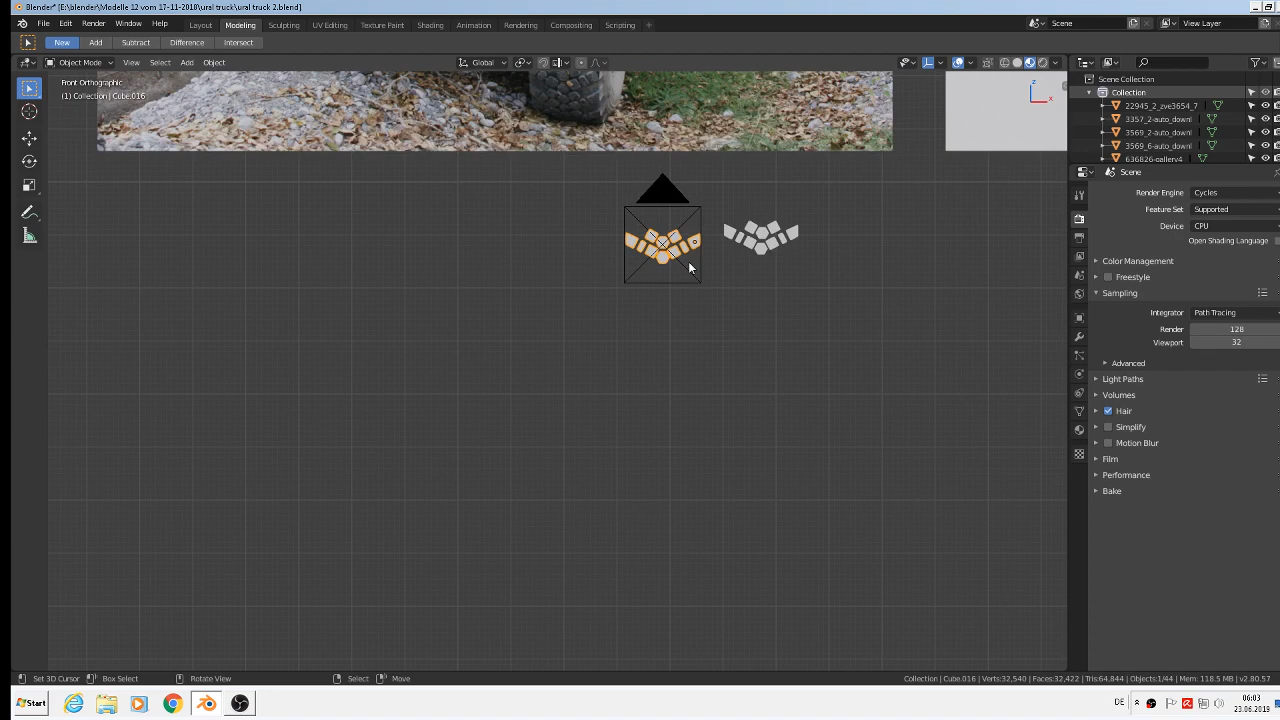 Blender* [E:\blender\Modelle 12 vom 17-11-2018\ural truck\ural truck 2.blend]
File Edit Render Window Help Layout Modeling Sculpting UV Editing Texture Paint Shading Animation Rendering Compositing Scripting + Scene View Layer
New Add Subtract Difference Intersect
Object Mode View Select Add Object Global
Front Orthographic
(1) Collection | Cube.016
z
x
Scene Collection
Collection
22945_2_zve3654_7
3357_2-auto_downl
3569_2-auto_downl
3569_6-auto_downl
636826-gallery4
Scene
Render Engine Cycles
Feature Set Supported
Device CPU
Open Shading Language
Color Management
Freestyle
Sampling
Integrator Path Tracing
Render 128
Viewport 32
Advanced
Light Paths
Volumes
Hair
Simplify
Motion Blur
Film
Performance
Bake
Set 3D Cursor Box Select Rotate View Select Move Collection | Cube.016 | Verts:32,540 | Faces:32,422 | Tris:64,844 | Objects:1/44 | Mem: 118.5 MB | v2.80.57
Start DE 06:03
23.06.2019